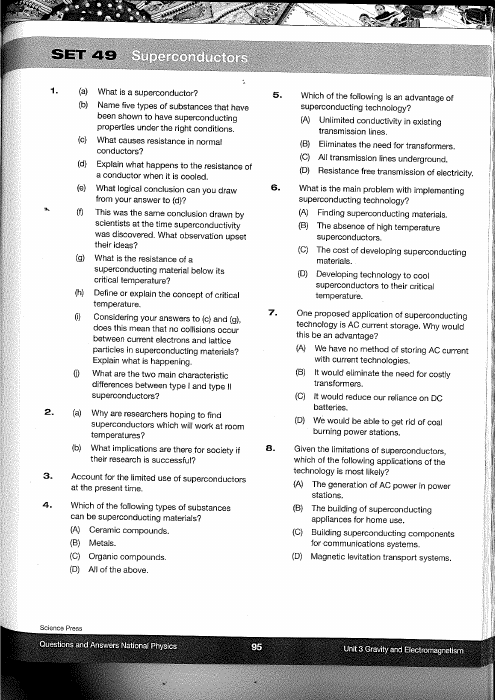 SET 49 Superconductors
1. (a) What is a superconductor?
(b) Name five types of substances that have
been shown to have superconducting
properties under the right conditions.
(c) What causes resistance in normal
conductors?
(d) Explain what happens to the resistance of
a conductor when it is cooled.
(e) What logical conclusion can you draw
from your answer to (d)?
(f) This was the same conclusion drawn by
scientists at the time superconductivity
was discovered. What observation upset
their ideas?
(g) What is the resistance of a
superconducting material below its
critical temperature?
(h) Define or explain the concept of critical
temperature.
(i) Considering your answers to (c) and (g),
does this mean that no collisions occur
between current electrons and lattice
particles in superconducting materials?
Explain what is happening.
(j) What are the two main characteristic
differences between type I and type II
superconductors?
2. (a) Why are researchers hoping to find
superconductors which will work at room
temperatures?
(b) What implications are there for society if
their research is successful?
3. Account for the limited use of superconductors
at the present time.
4. Which of the following types of substances
can be superconducting materials?
(A) Ceramic compounds.
(B) Metals.
(C) Organic compounds.
(D) All of the above.
5. Which of the following is an advantage of
superconducting technology?
(A) Unlimited conductivity in existing
transmission lines.
(B) Eliminates the need for transformers.
(C) All transmission lines underground.
(D) Resistance free transmission of electricity.
6. What is the main problem with implementing
superconducting technology?
(A) Finding superconducting materials.
(B) The absence of high temperature
superconductors.
(C) The cost of developing superconducting
materials.
(D) Developing technology to cool
superconductors to their critical
temperature.
7. One proposed application of superconducting
technology is AC current storage. Why would
this be an advantage?
(A) We have no method of storing AC current
with current technologies.
(B) It would eliminate the need for costly
transformers.
(C) It would reduce our reliance on DC
batteries.
(D) We would be able to get rid of coal
burning power stations.
8. Given the limitations of superconductors,
which of the following applications of the
technology is most likely?
(A) The generation of AC power in power
stations.
(B) The building of superconducting
appliances for home use.
(C) Building superconducting components
for communications systems.
(D) Magnetic levitation transport systems.
Science Press
Questions and Answers National Physics
95
Unit 3 Gravity and Electromagnetism